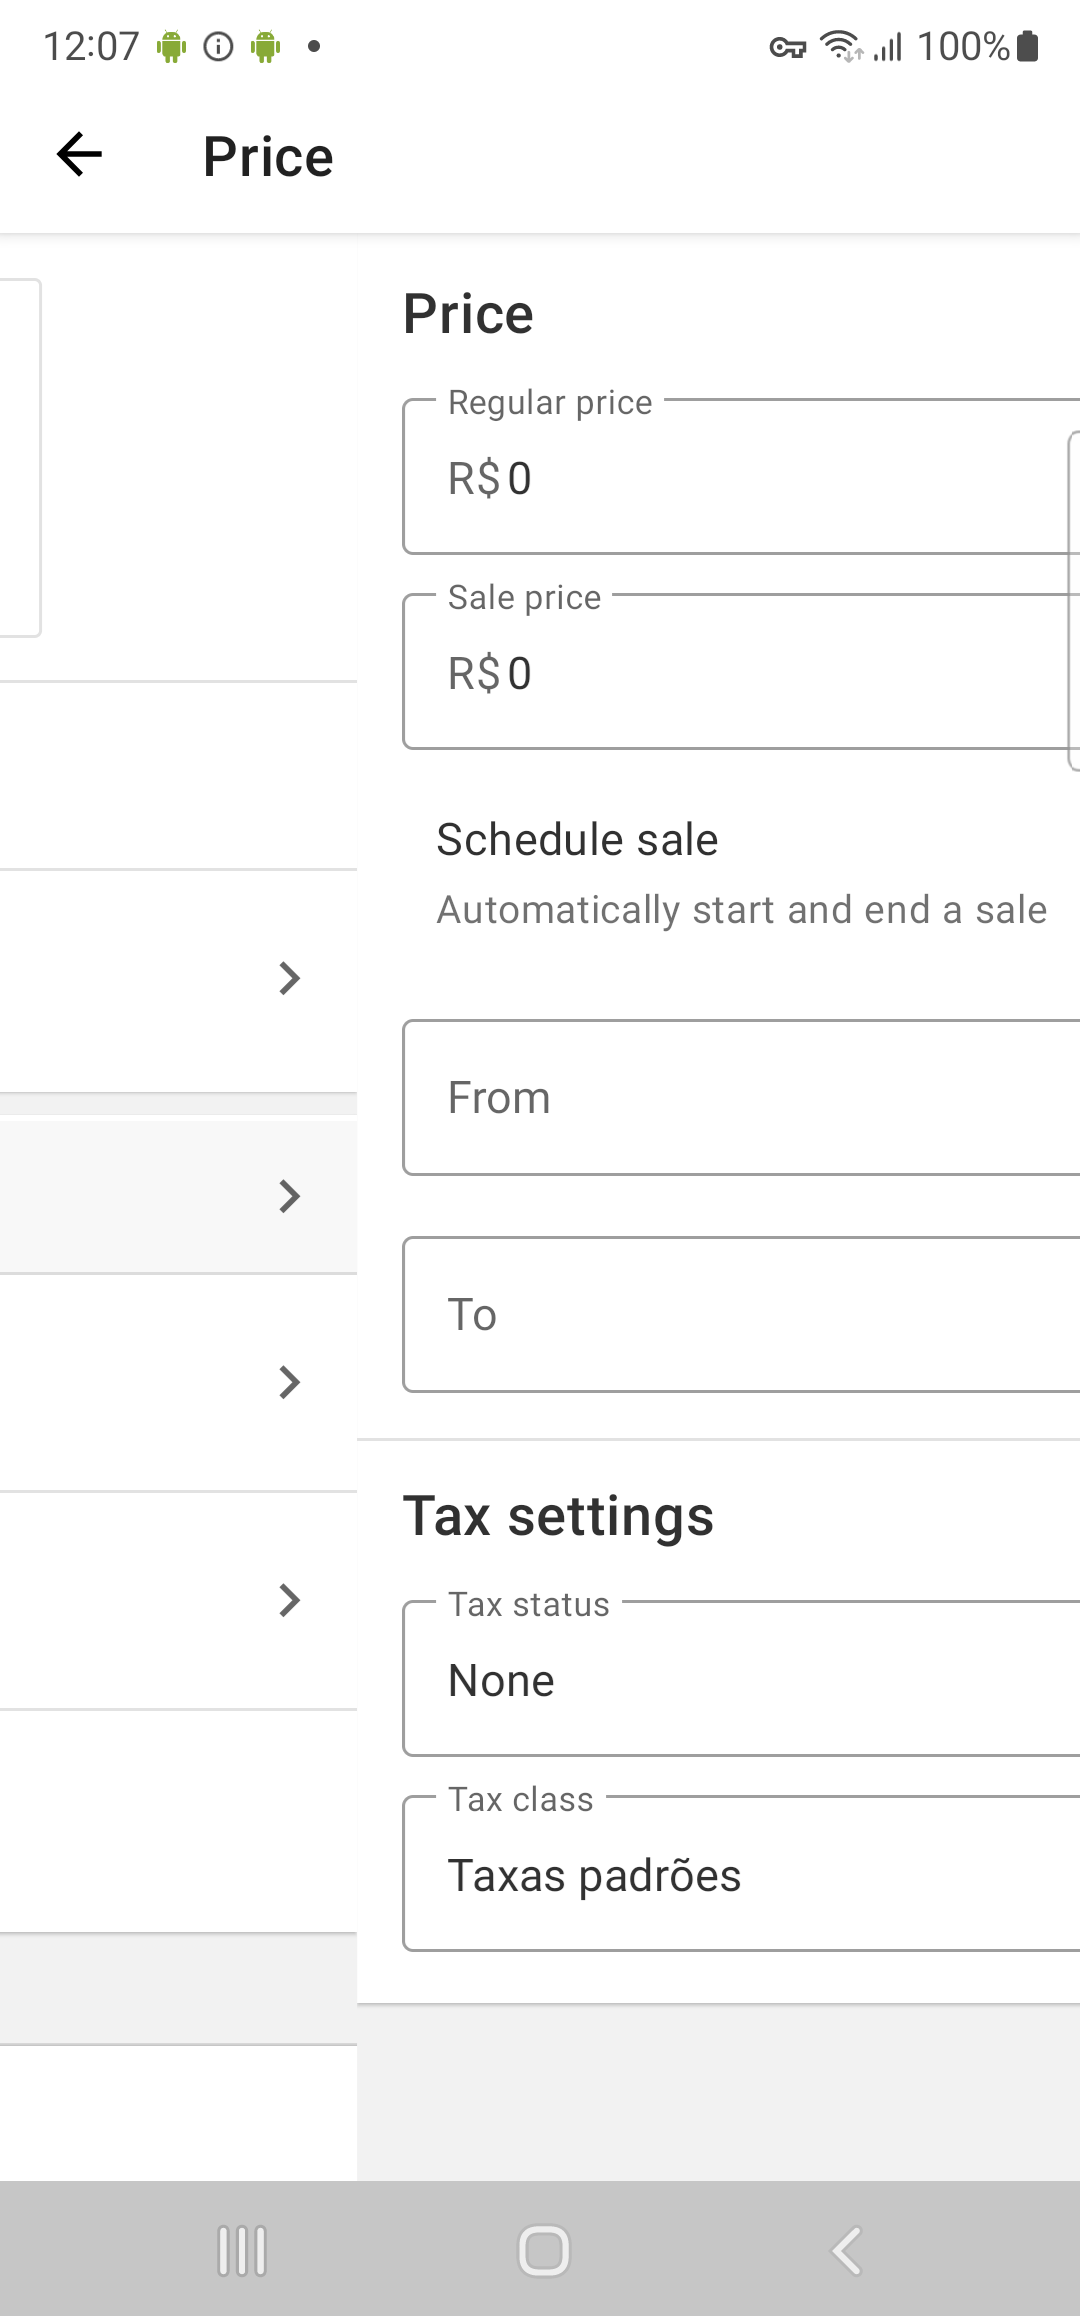 12:07
100%
Price
Price
Regular price
R$0
Sale price
R$0
Schedule sale
Automatically start and end a sale
From
To
Tax settings
Tax status
None
Tax class
Taxas padrões